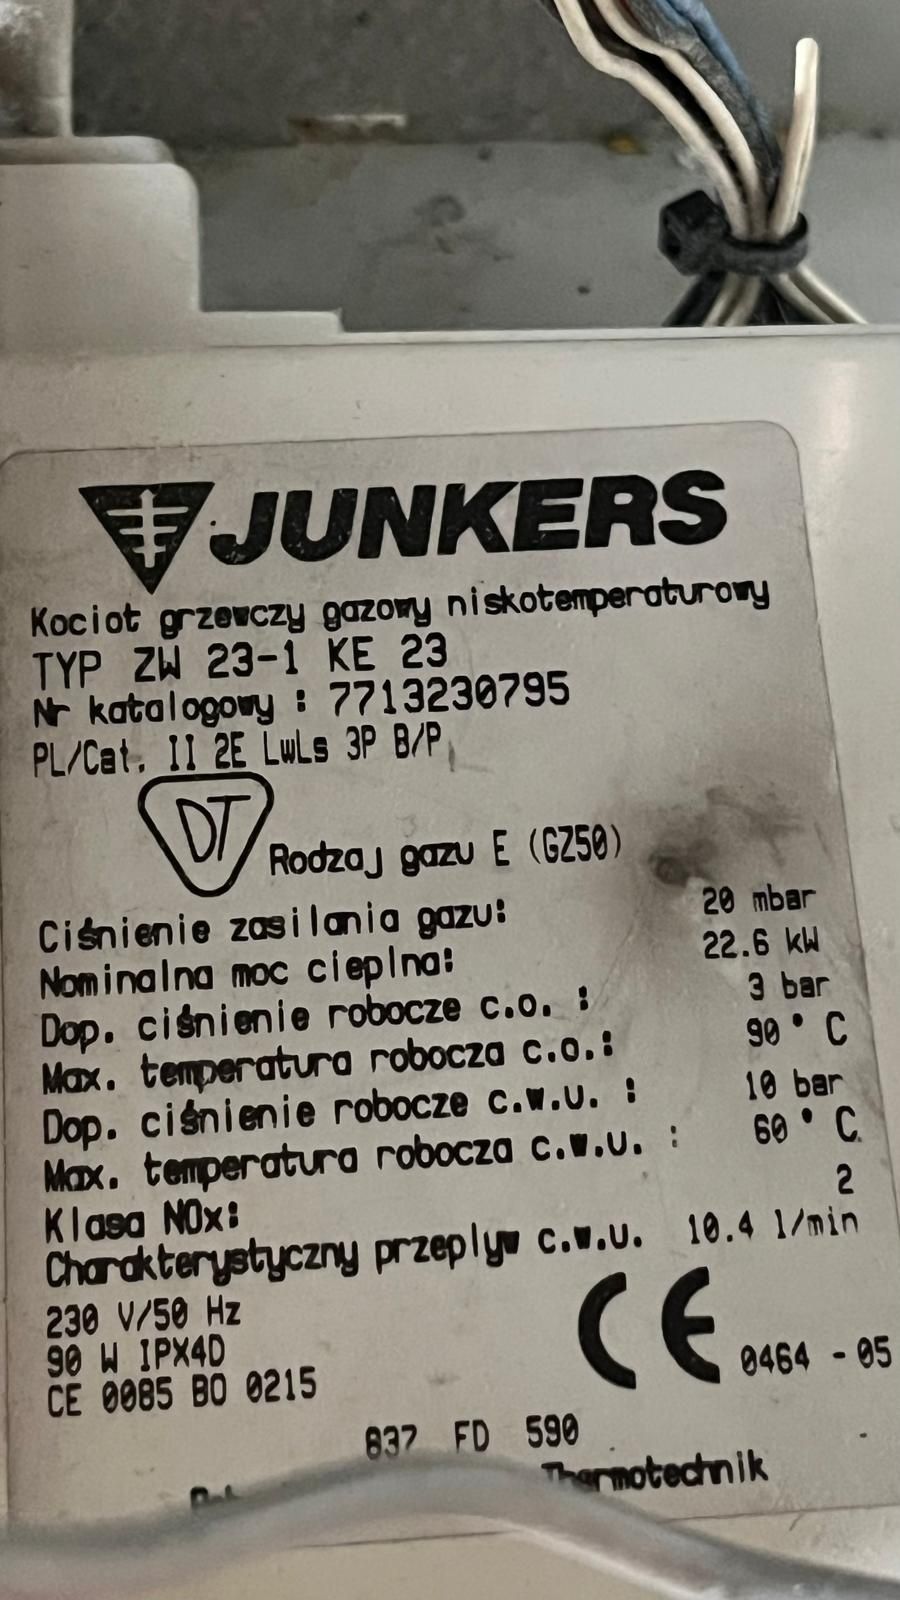 JUNKERS
Kocioł grzewczy gazowy niskotemperaturowy
TYP ZW 23-1 KE 23
Nr katalogowy : 7713230795
PL/Cat. II 2E LwLs 3P B/P
DT
Rodzaj gazu E (GZ50)
Ciśnienie zasilania gazu: 20 mbar
Nominalna moc cieplna: 22.6 kW
Dop. ciśnienie robocze c.o. : 3 bar
Max. temperatura robocza c.o.: 90° C
Dop. ciśnienie robocze c.w.u. : 10 bar
Max. temperatura robocza c.w.u. : 60° C
Klasa NOx: 2
Charakterystyczny przepływ c.w.u. 10.4 l/min
230 V/50 Hz
90 W IPX4D
CE 0085 BO 0215
CE 0464 - 05
837 FD 590
Thermotechnik